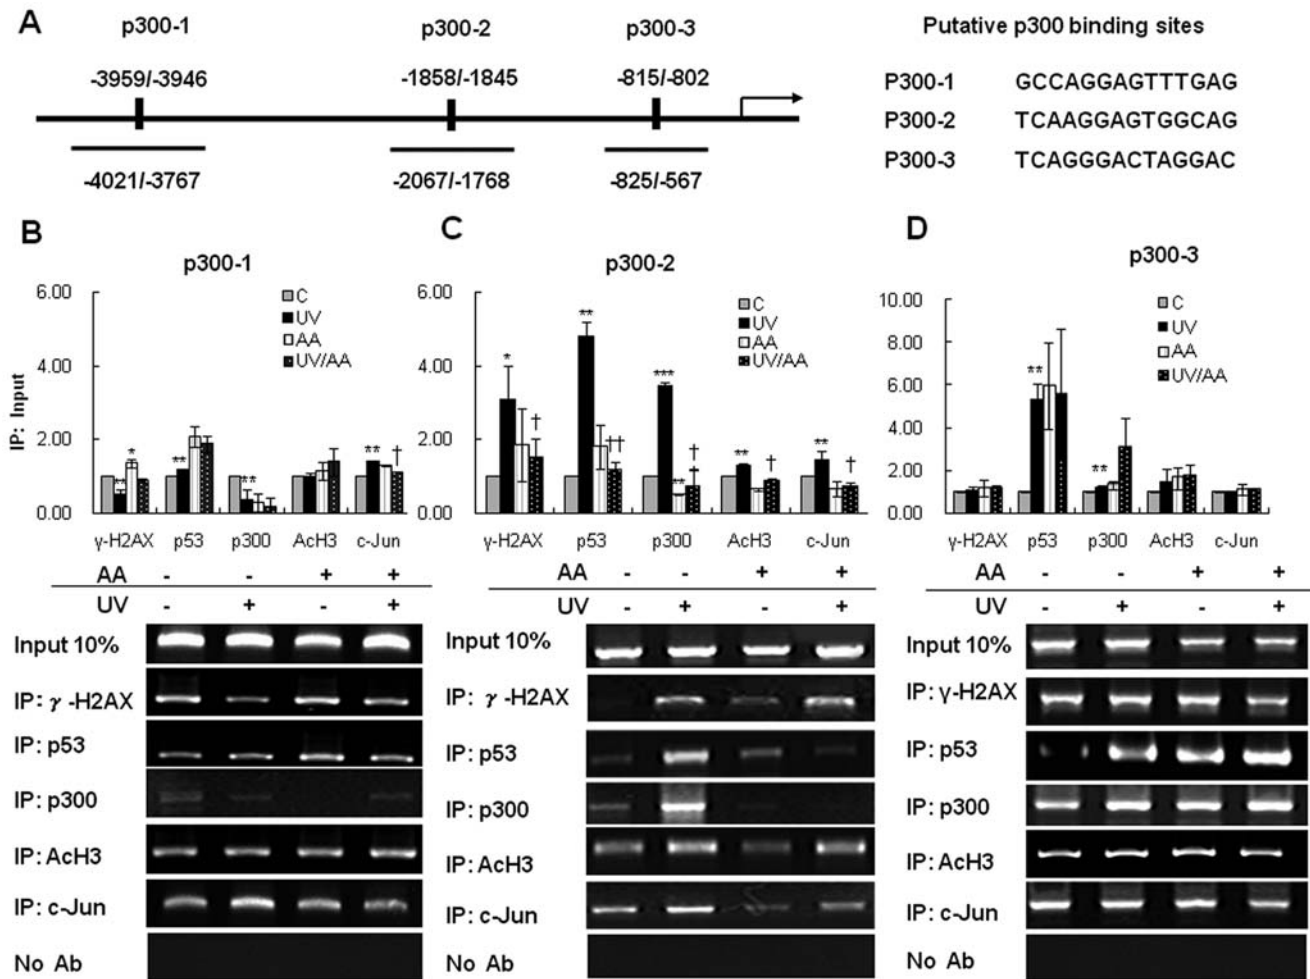 A
p300-1 p300-2 p300-3 Putative p300 binding sites
-3959/-3946 -1858/-1845 -815/-802
P300-1 GCCAGGAGTTTGAG
P300-2 TCAAGGAGTGGCAG
P300-3 TCAGGGACTAGGAC
-4021/-3767 -2067/-1768 -825/-567
B
p300-1
IP: Input
6.00
4.00
2.00
0.00
C
UV
AA
UV/AA
*
**
**
**
**
†
γ-H2AX p53 p300 AcH3 c-Jun
AA - - + +
UV - + - +
Input 10%
IP: γ-H2AX
IP: p53
IP: p300
IP: AcH3
IP: c-Jun
No Ab
C
p300-2
6.00
4.00
2.00
0.00
C
UV
AA
UV/AA
*
†
**
††
***
**
†
**
†
**
†
γ-H2AX p53 p300 AcH3 c-Jun
AA - - + +
UV - + - +
Input 10%
IP: γ-H2AX
IP: p53
IP: p300
IP: AcH3
IP: c-Jun
No Ab
D
p300-3
10.00
8.00
6.00
4.00
2.00
0.00
C
UV
AA
UV/AA
**
**
γ-H2AX p53 p300 AcH3 c-Jun
AA - - + +
UV - + - +
Input 10%
IP: γ-H2AX
IP: p53
IP: p300
IP: AcH3
IP: c-Jun
No Ab